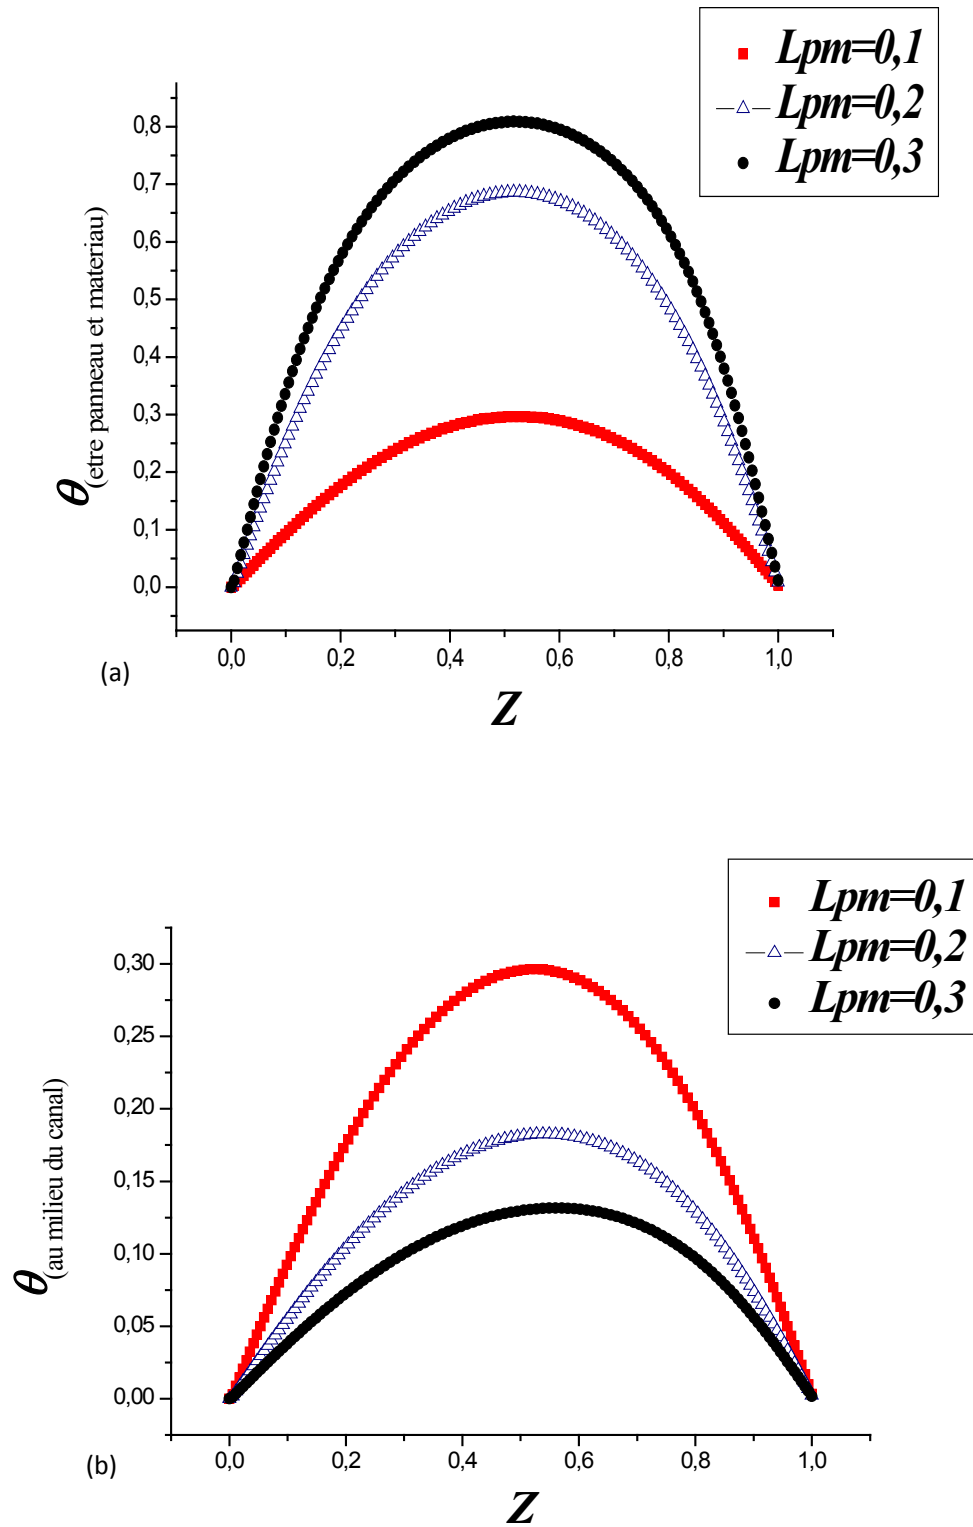 Lpm=0,1
Lpm=0,2
Lpm=0,3
θ(etre panneau et materiau)
0,8
0,7
0,6
0,5
0,4
0,3
0,2
0,1
0,0
0,0 0,2 0,4 0,6 0,8 1,0
(a)
Z
Lpm=0,1
Lpm=0,2
Lpm=0,3
θ(au milieu du canal)
0,30
0,25
0,20
0,15
0,10
0,05
0,00
0,0 0,2 0,4 0,6 0,8 1,0
(b)
Z